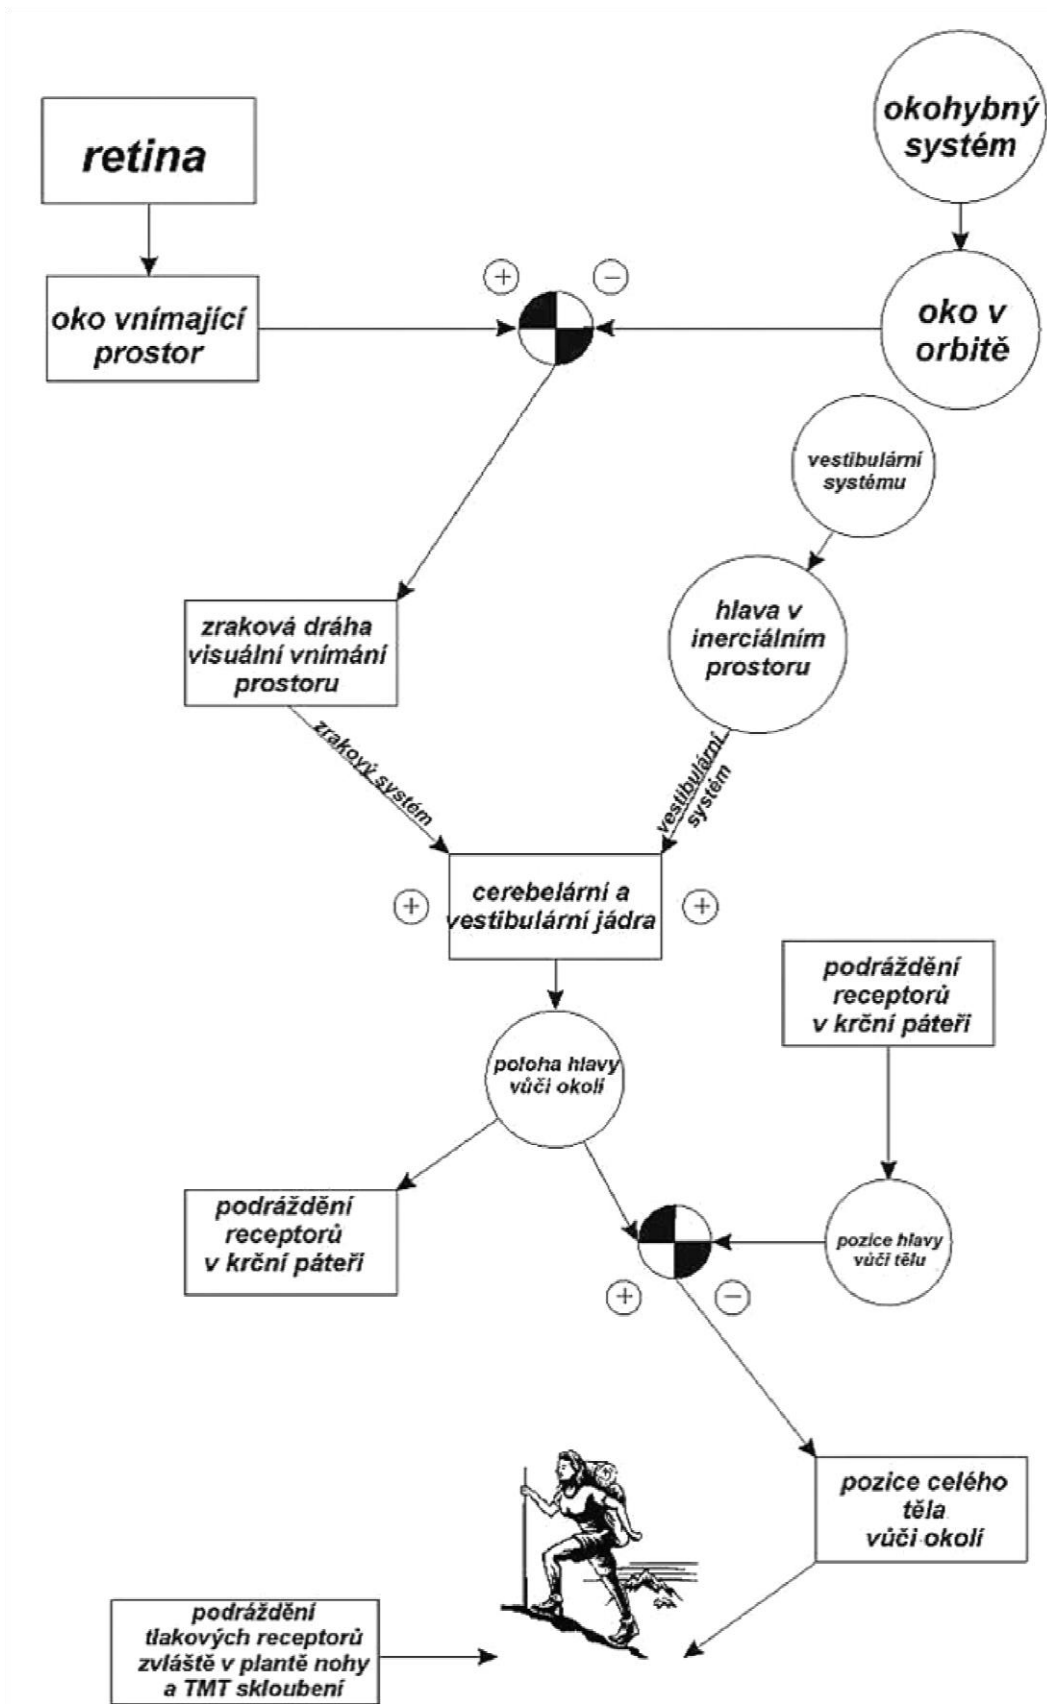 retina
okohybný
systém
oko vnímající
prostor
+
−
oko v
orbitě
vestibulární
systému
zraková dráha
visuální vnímání
prostoru
hlava v
inerciálním
prostoru
zrakový systém
vestibulární
systém
+
cerebelární a
vestibulární jádra
+
podráždění
receptorů
v krční páteři
poloha hlavy
vůči okolí
podráždění
receptorů
v krční páteři
pozice hlavy
vůči tělu
+
−
pozice celého
těla
vůči okolí
podráždění
tlakových receptorů
zvláště v plantě nohy
a TMT skloubení